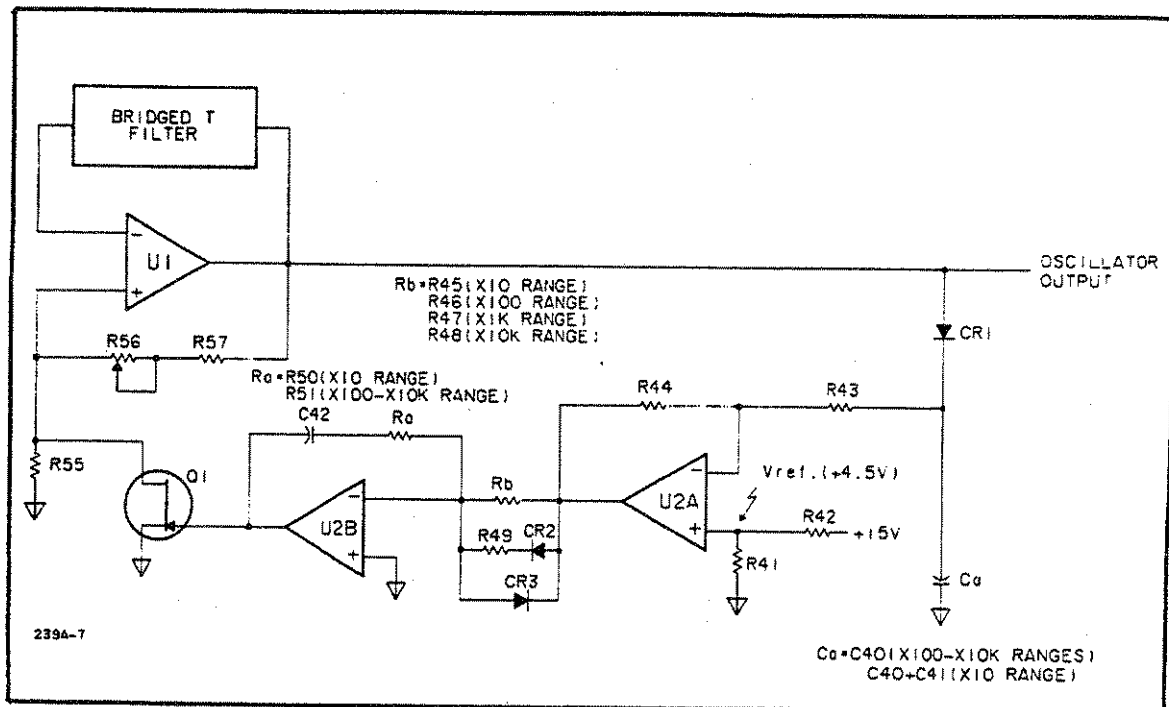 BRIDGED T
FILTER
-
U1
+
OSCILLATOR
OUTPUT
Rb=R45(X10 RANGE)
R46(X100 RANGE)
R47(X1K RANGE)
R48(X10K RANGE)
CR1
R56
R57
Ra=R50(X10 RANGE)
R51(X100-X10K RANGE)
R44
R43
C42
Ra
R55
Q1
Vref.(+4.5V)
-
Rb
-
U2A
U2B
R49
CR2
+
R42
+15V
+
CR3
R41
Ca
239A-7
Ca=C40(X100-X10K RANGES)
C40+C41(X10 RANGE)